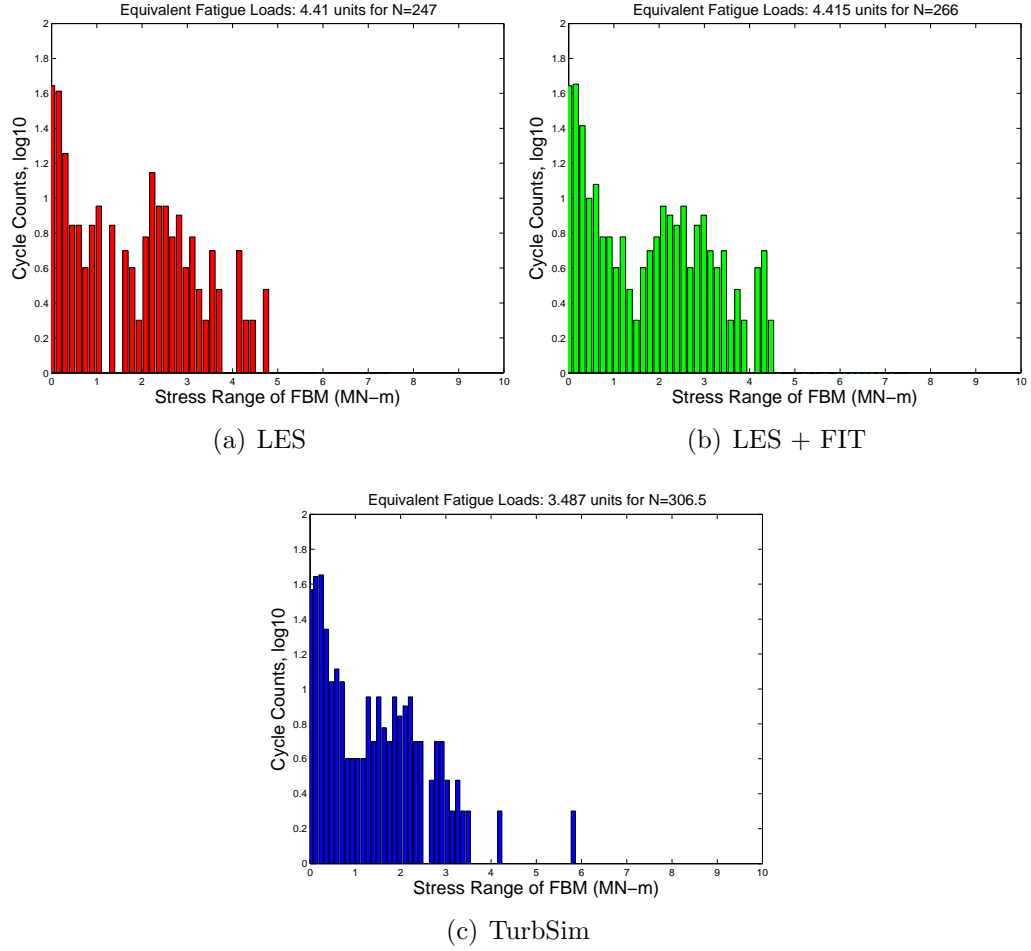 Equivalent Fatigue Loads: 4.41 units for N=247
2
1.8
1.6
1.4
1.2
1
0.8
0.6
0.4
0.2
0
Cycle Counts, log10
0 1 2 3 4 5 6 7 8 9 10
Stress Range of FBM (MN−m)
(a) LES
Equivalent Fatigue Loads: 4.415 units for N=266
2
1.8
1.6
1.4
1.2
1
0.8
0.6
0.4
0.2
0
Cycle Counts, log10
0 1 2 3 4 5 6 7 8 9 10
Stress Range of FBM (MN−m)
(b) LES + FIT
Equivalent Fatigue Loads: 3.487 units for N=306.5
2
1.8
1.6
1.4
1.2
1
0.8
0.6
0.4
0.2
0
Cycle Counts, log10
0 1 2 3 4 5 6 7 8 9 10
Stress Range of FBM (MN−m)
(c) TurbSim